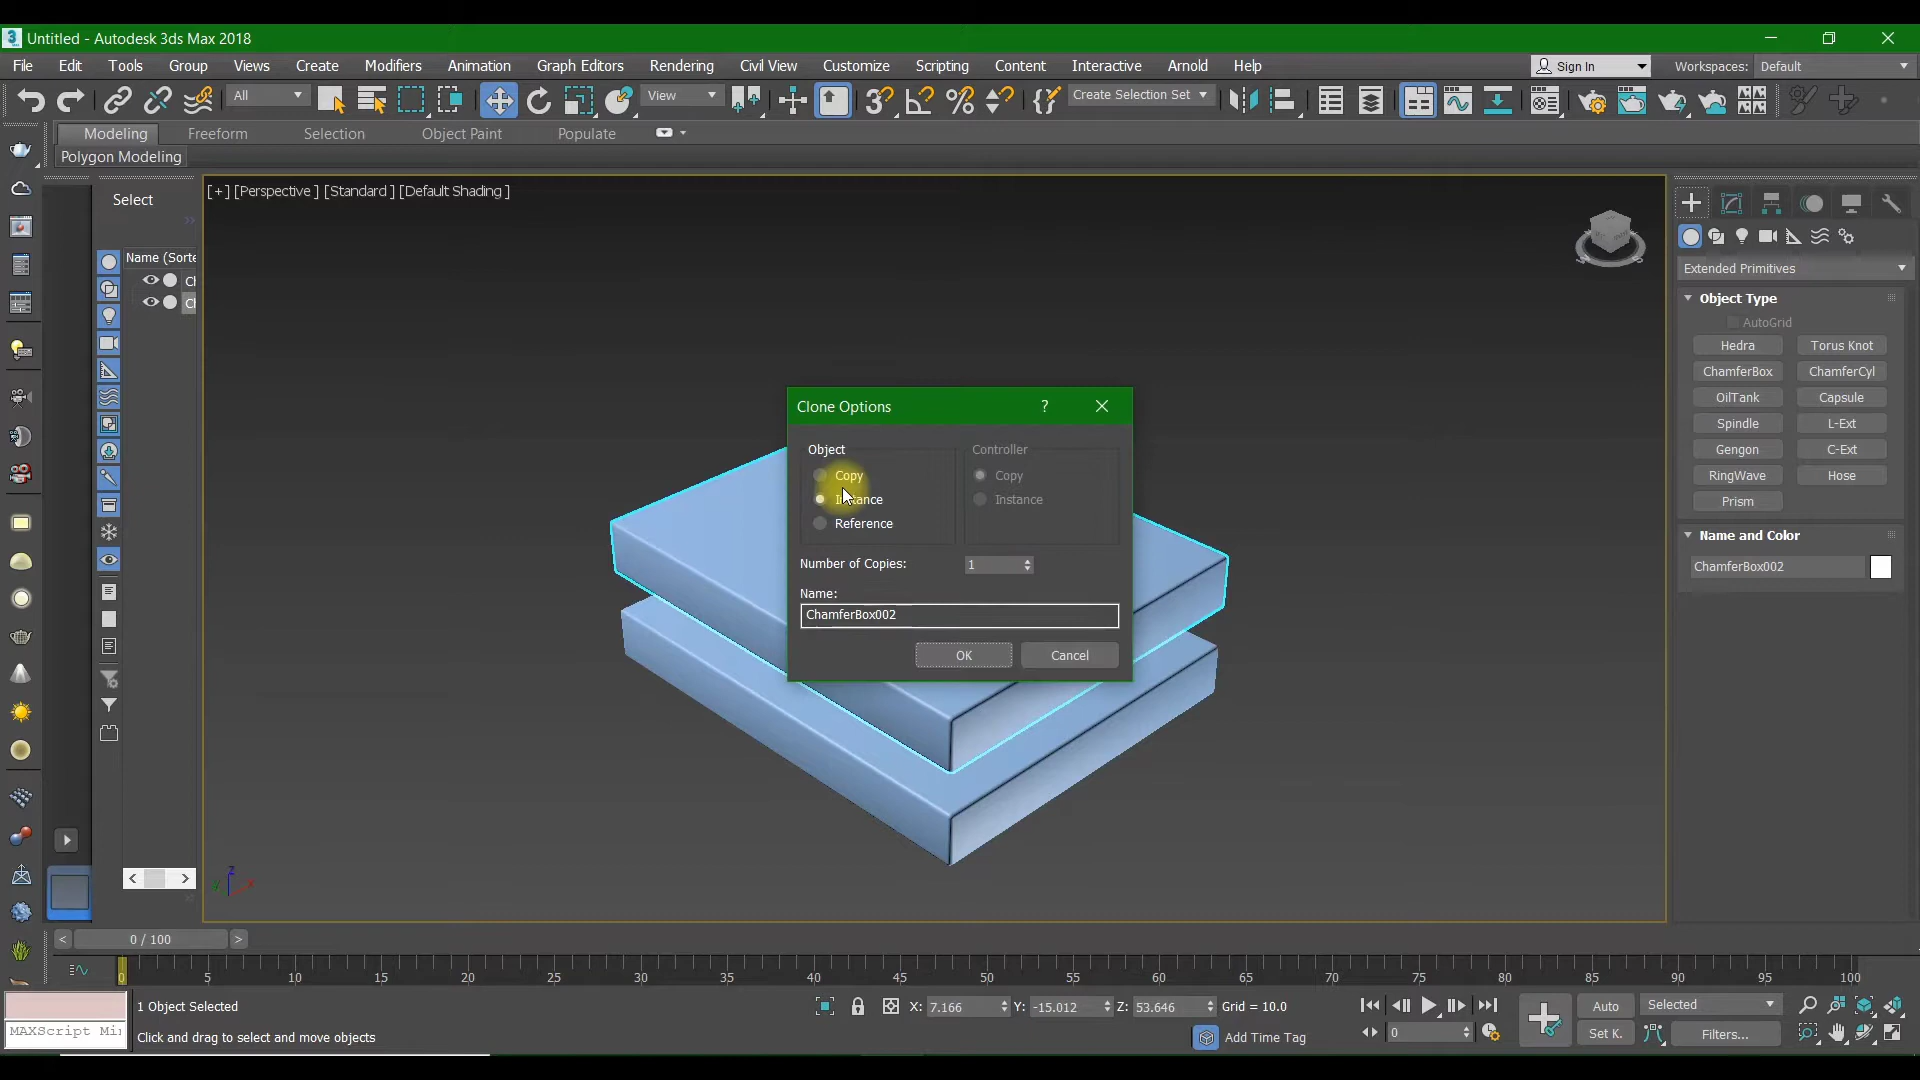 Untitled - Autodesk 3ds Max 2018
File Edit Tools Group Views Create Modifiers Animation Graph Editors Rendering Civil View Customize Scripting Content Interactive Arnold Help
Sign In
Workspaces: Default
All
View
Create Selection Set
Modeling Freeform Selection Object Paint Populate
Polygon Modeling
Select
Name (Sorte
Ch
Ch
[+] [Perspective ] [Standard ] [Default Shading ]
Extended Primitives
Object Type
AutoGrid
Hedra Torus Knot
ChamferBox ChamferCyl
OilTank Capsule
Spindle L-Ext
Gengon C-Ext
RingWave Hose
Prism
Name and Color
ChamferBox002
Clone Options ?
Object Controller
Copy Copy
Instance Instance
Reference
Number of Copies: 1
Name:
ChamferBox002
OK Cancel
z
y x
< 0 / 100 >
0 5 10 15 20 25 30 35 40 45 50 55 60 65 70 75 80 85 90 95 100
1 Object Selected
X: 7.166 Y: -15.012 Z: 53.646 Grid = 10.0
Auto Selected
MAXScript Mi
Click and drag to select and move objects
Add Time Tag
0
Set K. Filters...